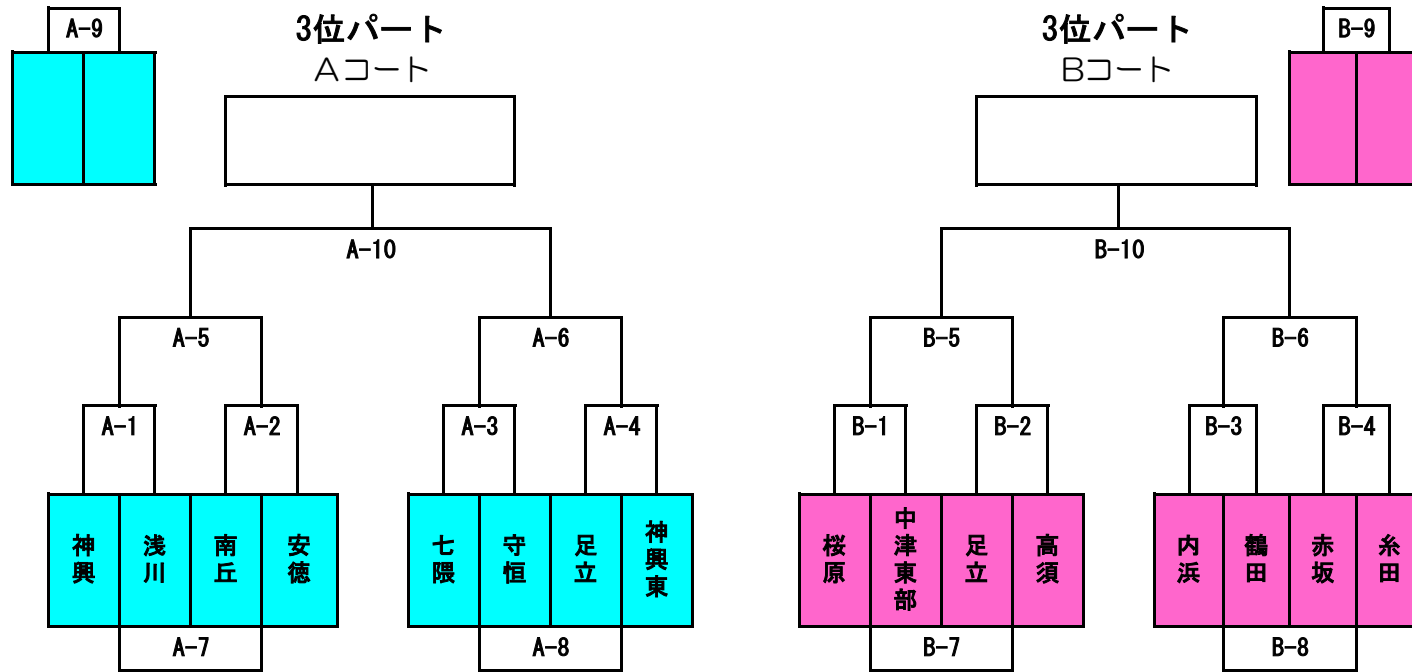 A-9
3位パート
Aコート
A-10
A-5
A-6
A-1
A-2
A-3
A-4
神興
浅川
南丘
安徳
七隈
守恒
足立
神興東
A-7
A-8
3位パート
Bコート
B-9
B-10
B-5
B-6
B-1
B-2
B-3
B-4
桜原
中津東部
足立
高須
内浜
鶴田
赤坂
糸田
B-7
B-8